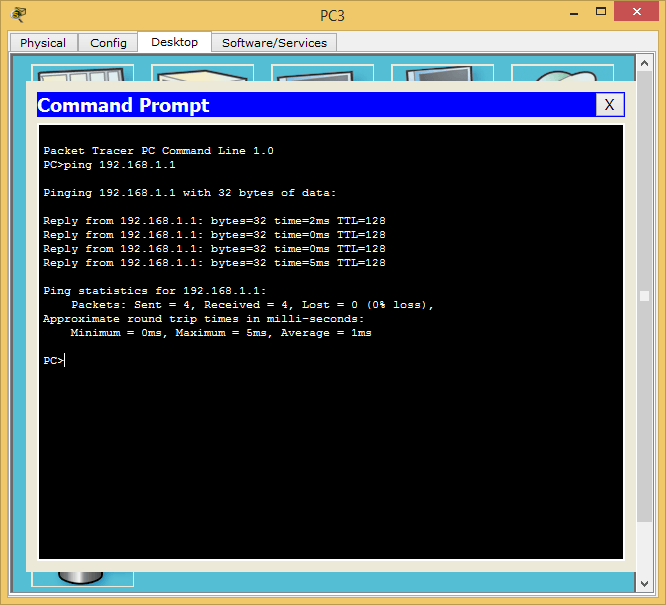 PC3
Physical Config Desktop Software/Services
Command Prompt X
Packet Tracer PC Command Line 1.0
PC>ping 192.168.1.1
Pinging 192.168.1.1 with 32 bytes of data:
Reply from 192.168.1.1: bytes=32 time=2ms TTL=128
Reply from 192.168.1.1: bytes=32 time=0ms TTL=128
Reply from 192.168.1.1: bytes=32 time=0ms TTL=128
Reply from 192.168.1.1: bytes=32 time=5ms TTL=128
Ping statistics for 192.168.1.1:
Packets: Sent = 4, Received = 4, Lost = 0 (0% loss),
Approximate round trip times in milli-seconds:
Minimum = 0ms, Maximum = 5ms, Average = 1ms
PC>